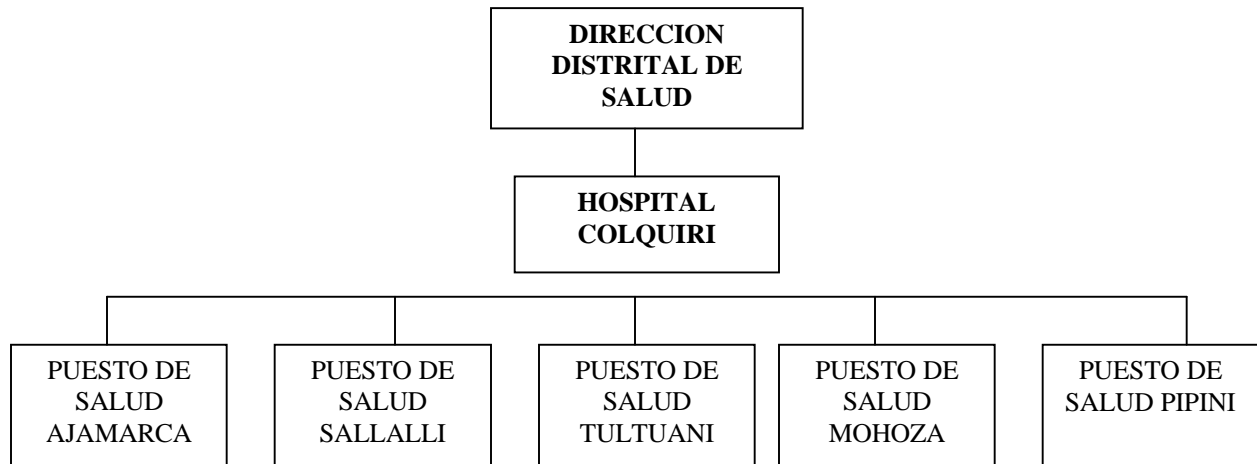 DIRECCION
DISTRITAL DE
SALUD
HOSPITAL
COLQUIRI
PUESTO DE
SALUD
AJAMARCA
PUESTO DE
SALUD
SALLALLI
PUESTO DE
SALUD
TULTUANI
PUESTO DE
SALUD
MOHOZA
PUESTO DE
SALUD PIPINI